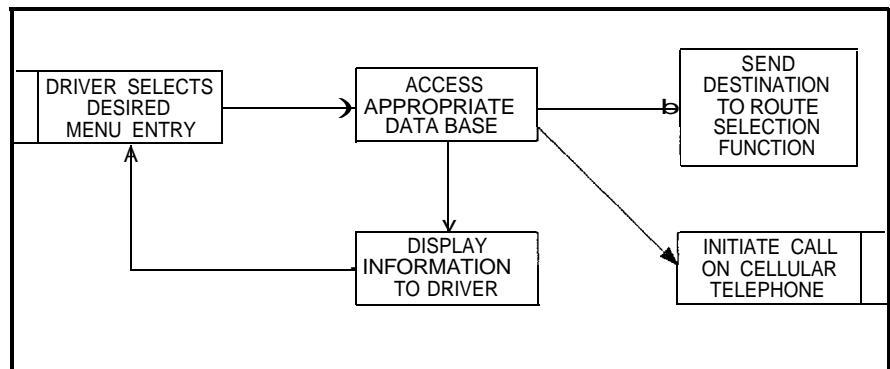 DRIVER SELECTS
DESIRED
MENU ENTRY
ACCESS
APPROPRIATE
DATA BASE
SEND
DESTINATION
TO ROUTE
SELECTION
FUNCTION
DISPLAY
INFORMATION
TO DRIVER
INITIATE CALL
ON CELLULAR
TELEPHONE